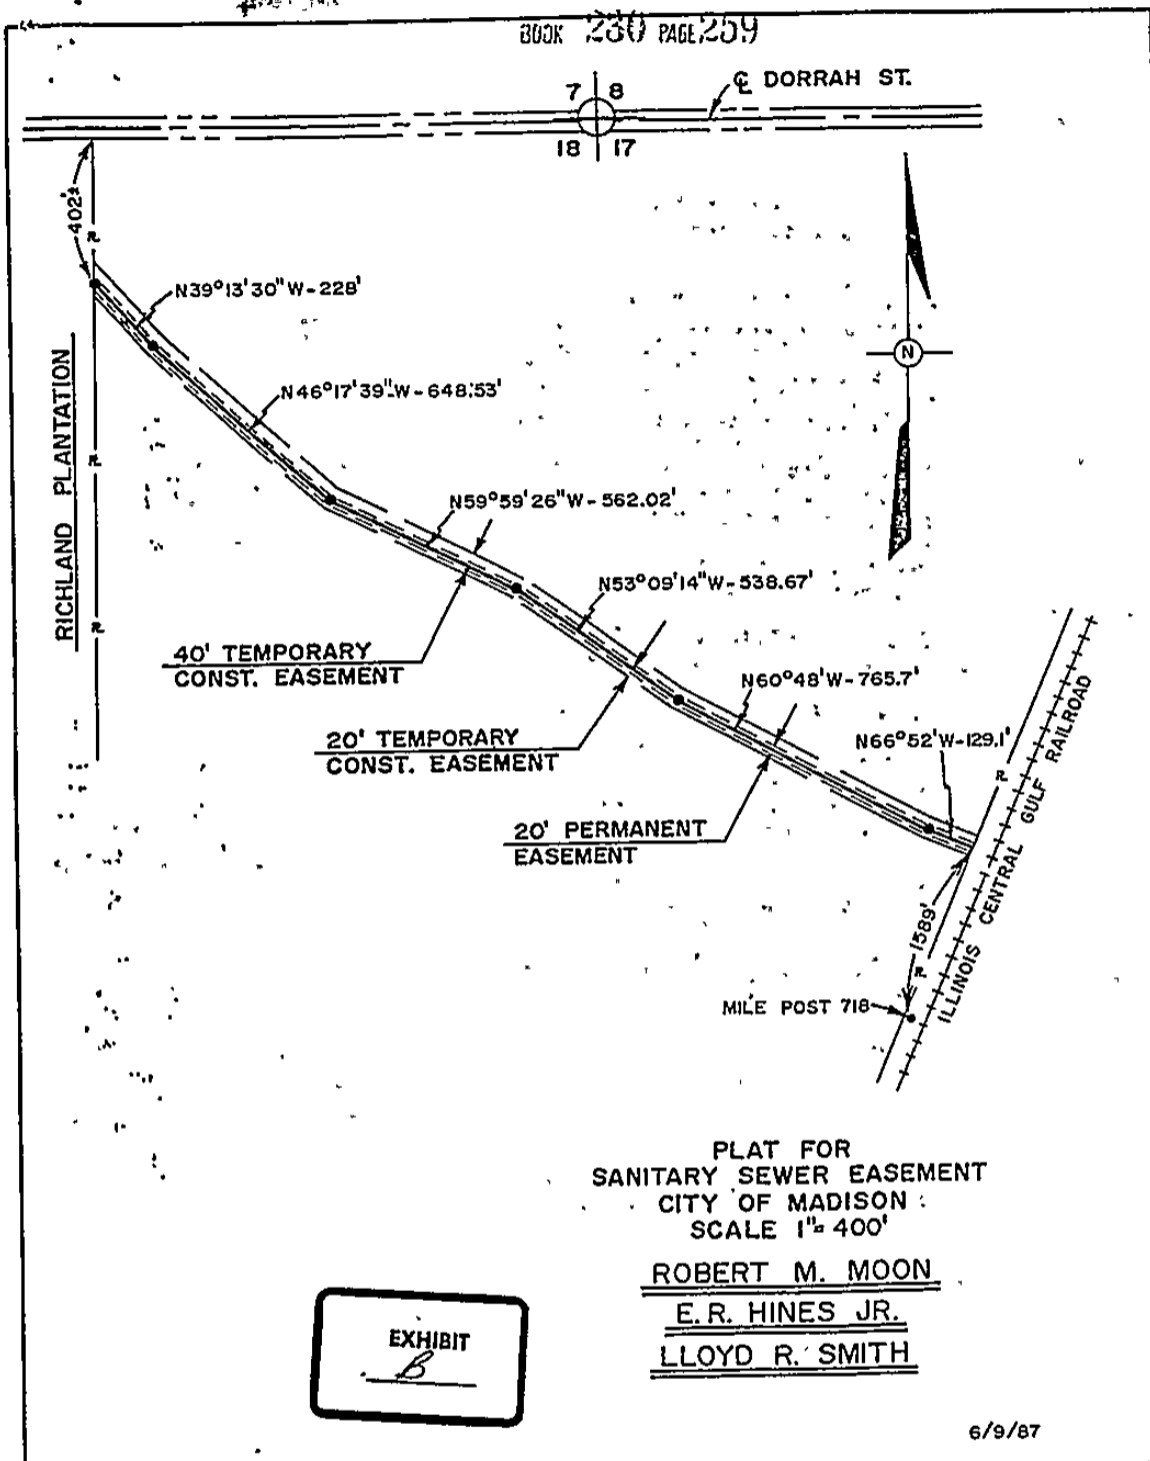 BOOK 230 PAGE 259
℄ DORRAH ST.
7 8
18 17
402'±
N39°13'30"W-228'
N
N46°17'39"W-648.53'
RICHLAND PLANTATION
N59°59'26"W-562.02'
N53°09'14"W-538.67'
40' TEMPORARY
CONST. EASEMENT
N60°48'W-765.7'
20' TEMPORARY
CONST. EASEMENT
N66°52'W-129.1'
20' PERMANENT
EASEMENT
ILLINOIS CENTRAL GULF RAILROAD
1589'
MILE POST 718
PLAT FOR
SANITARY SEWER EASEMENT
CITY OF MADISON
SCALE 1"= 400'
ROBERT M. MOON
E.R. HINES JR.
LLOYD R. SMITH
EXHIBIT
B
6/9/87